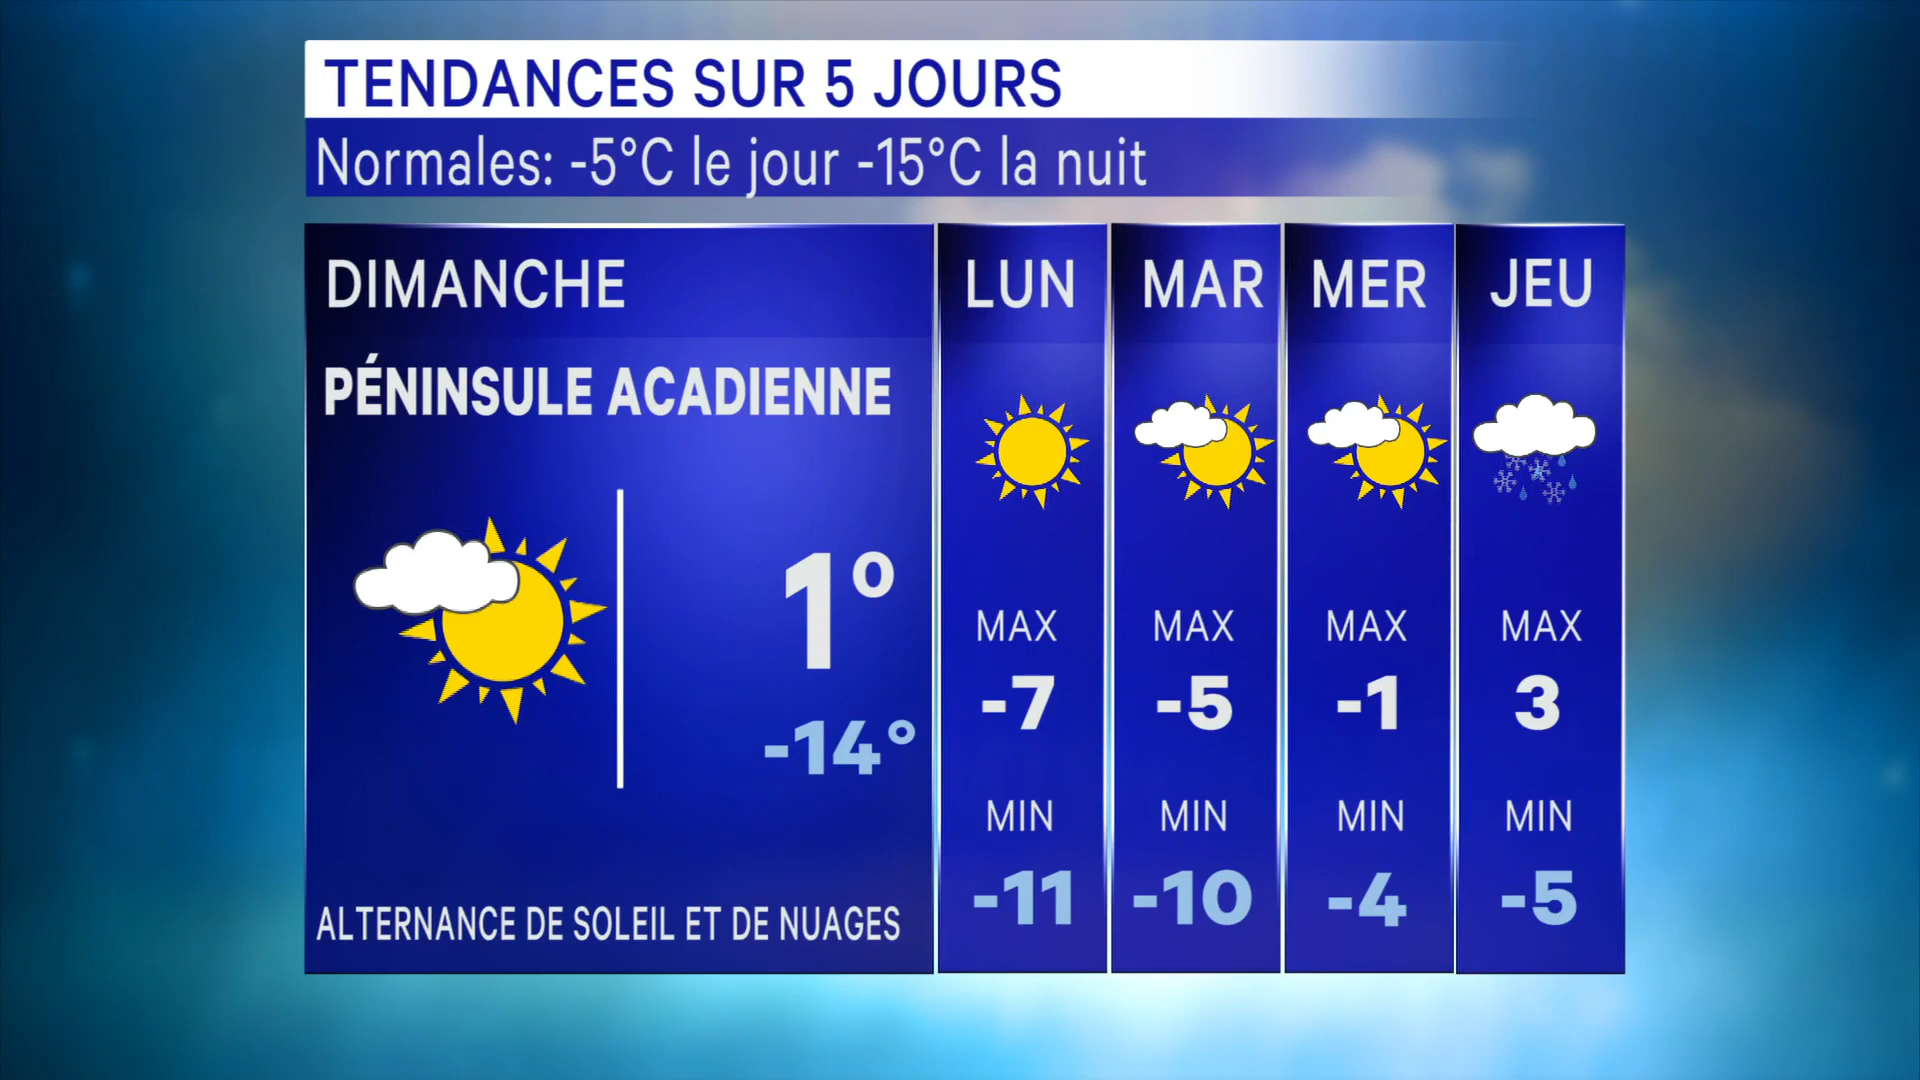 TENDANCES SUR 5 JOURS
Normales: -5°C le jour -15°C la nuit
DIMANCHE
PÉNINSULE ACADIENNE
1°
-14°
ALTERNANCE DE SOLEIL ET DE NUAGES
LUN
MAX
-7
MIN
-11
MAR
MAX
-5
MIN
-10
MER
MAX
-1
MIN
-4
JEU
MAX
3
MIN
-5